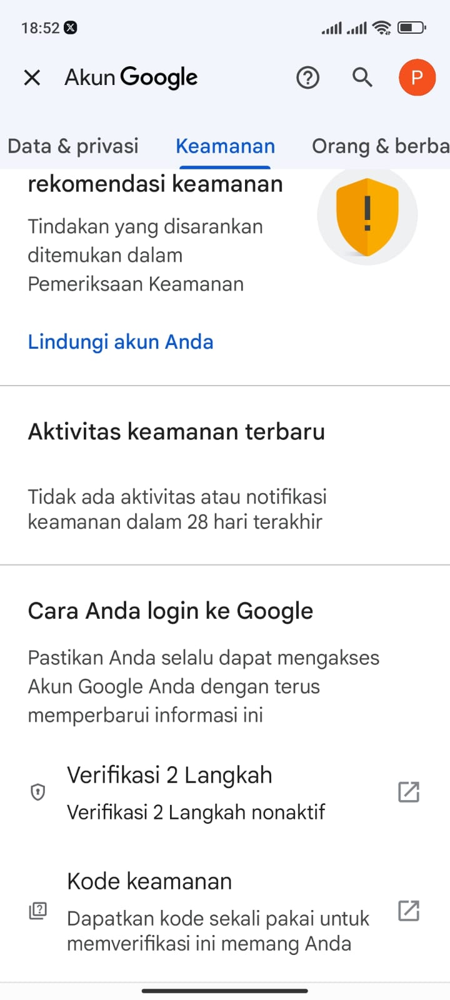 18:52
Akun Google
P
Data & privasi Keamanan Orang & berba
rekomendasi keamanan
Tindakan yang disarankan
ditemukan dalam
Pemeriksaan Keamanan
Lindungi akun Anda
Aktivitas keamanan terbaru
Tidak ada aktivitas atau notifikasi
keamanan dalam 28 hari terakhir
Cara Anda login ke Google
Pastikan Anda selalu dapat mengakses
Akun Google Anda dengan terus
memperbarui informasi ini
Verifikasi 2 Langkah
Verifikasi 2 Langkah nonaktif
Kode keamanan
Dapatkan kode sekali pakai untuk
memverifikasi ini memang Anda